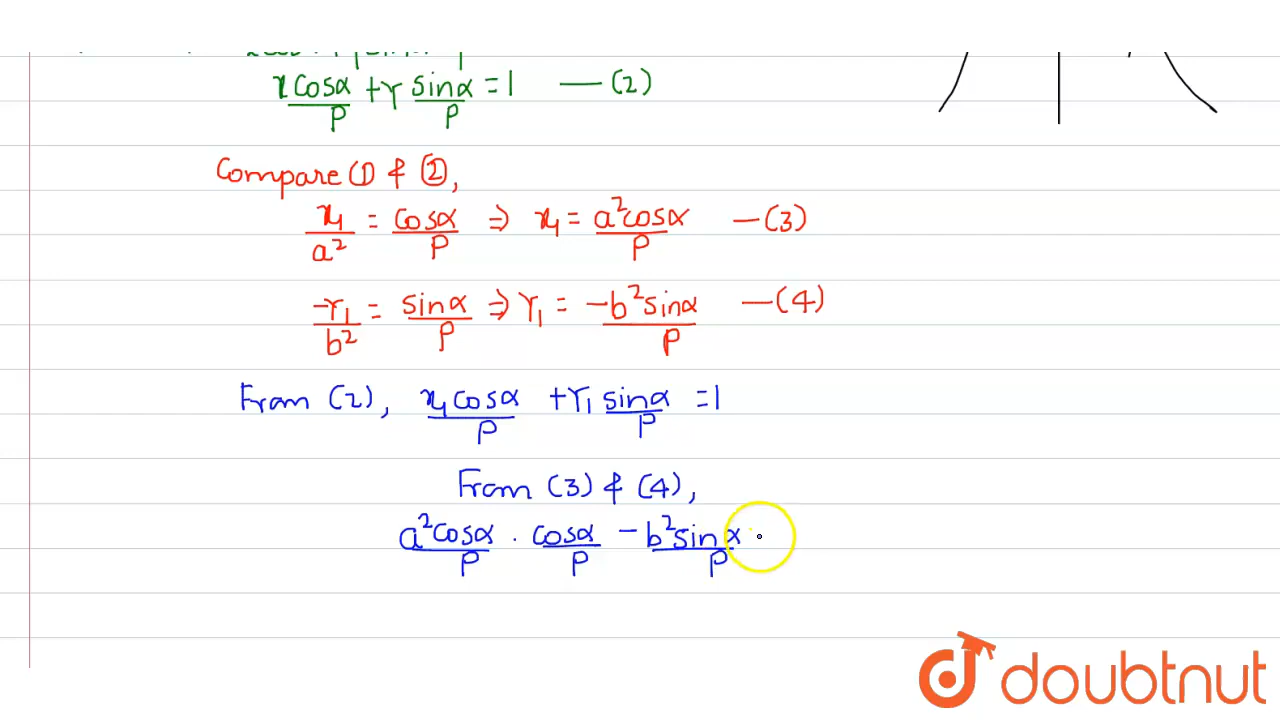 x cosα/P + Y sinα/P = 1 —(2)
Compare (1) & (2),
x₁/a² = cosα/P ⇒ x₁ = a²cosα/P —(3)
-Y₁/b² = sinα/P ⇒ Y₁ = -b²sinα/P —(4)
From (2), x₁cosα/P + Y₁ sinα/P = 1
From (3) & (4),
a²cosα/P · cosα/P - b²sinα/P ·
doubtnut